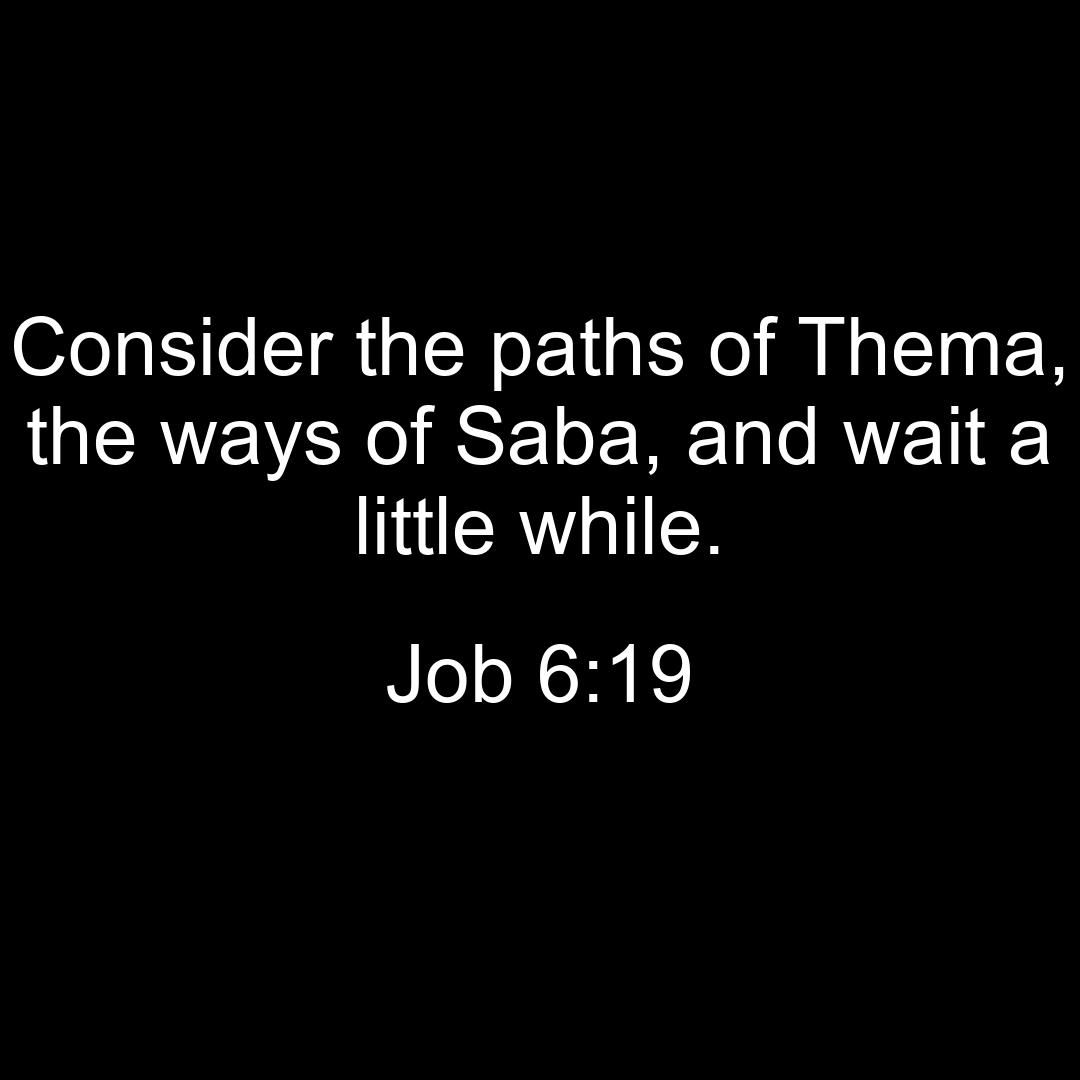 Consider the paths of Thema,
the ways of Saba, and wait a
little while.
Job 6:19